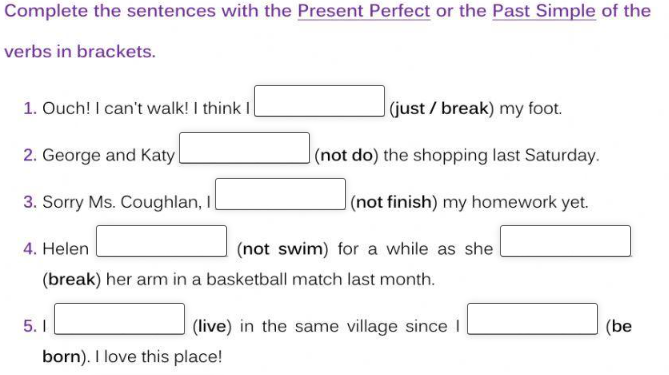 Complete the sentences with the Present Perfect or the Past Simple of the
verbs in brackets.
1. Ouch! I can't walk! I think I (just / break) my foot.
2. George and Katy (not do) the shopping last Saturday.
3. Sorry Ms. Coughlan, I (not finish) my homework yet.
4. Helen (not swim) for a while as she
(break) her arm in a basketball match last month.
5. I (live) in the same village since I (be
born). I love this place!